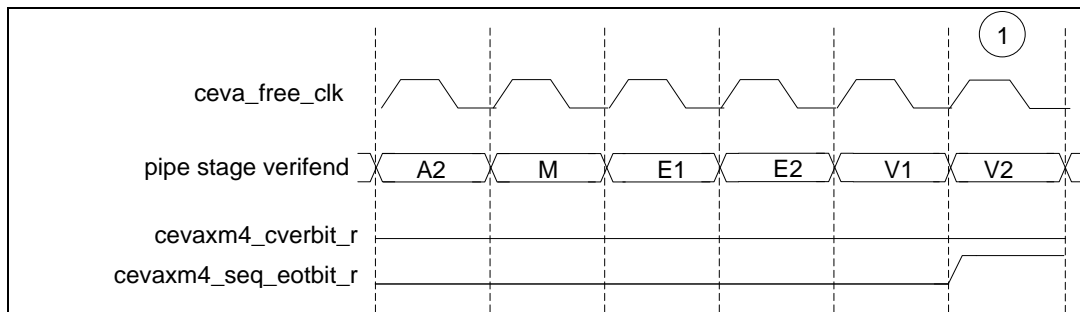 1
ceva_free_clk
pipe stage verifend A2 M E1 E2 V1 V2
cevaxm4_cverbit_r
cevaxm4_seq_eotbit_r